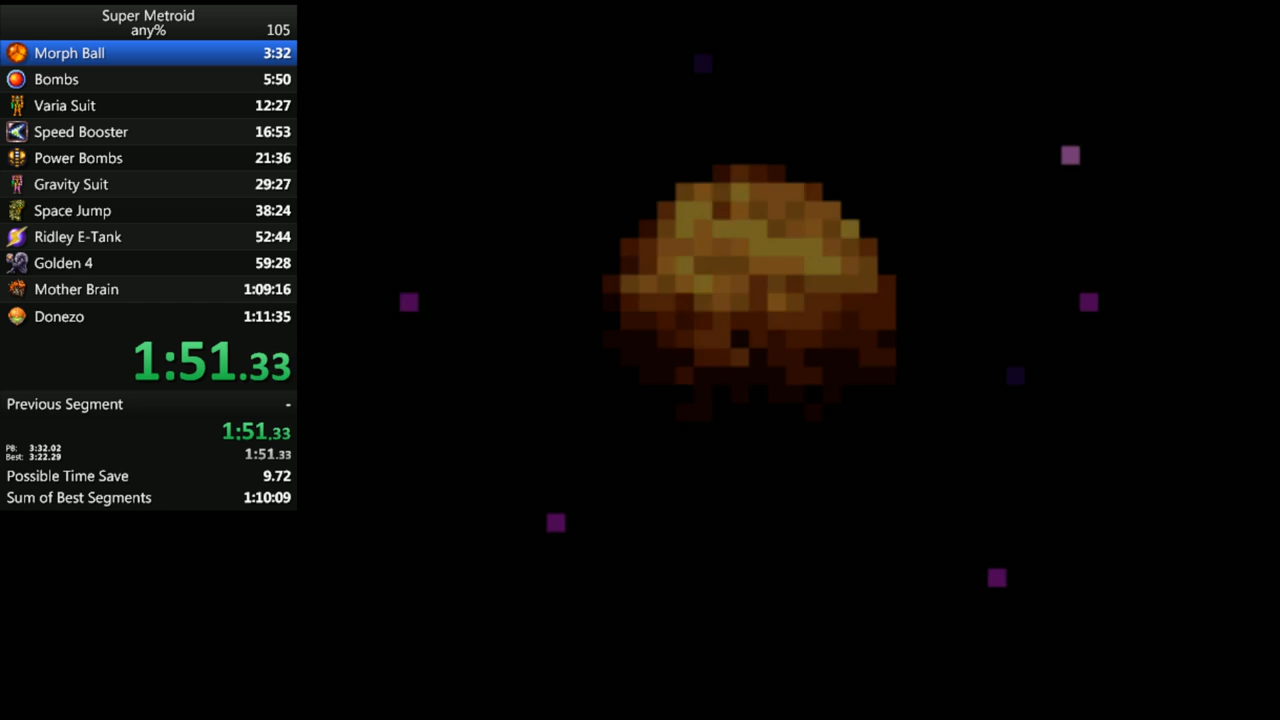 Super Metroid
any% 105
Morph Ball 3:32
Bombs 5:50
Varia Suit 12:27
Speed Booster 16:53
Power Bombs 21:36
Gravity Suit 29:27
Space Jump 38:24
Ridley E-Tank 52:44
Golden 4 59:28
Mother Brain 1:09:16
Donezo 1:11:35
1:51.33
Previous Segment -
1:51.33
PB: 3:32.02
Best: 3:22.29 1:51.33
Possible Time Save 9.72
Sum of Best Segments 1:10:09